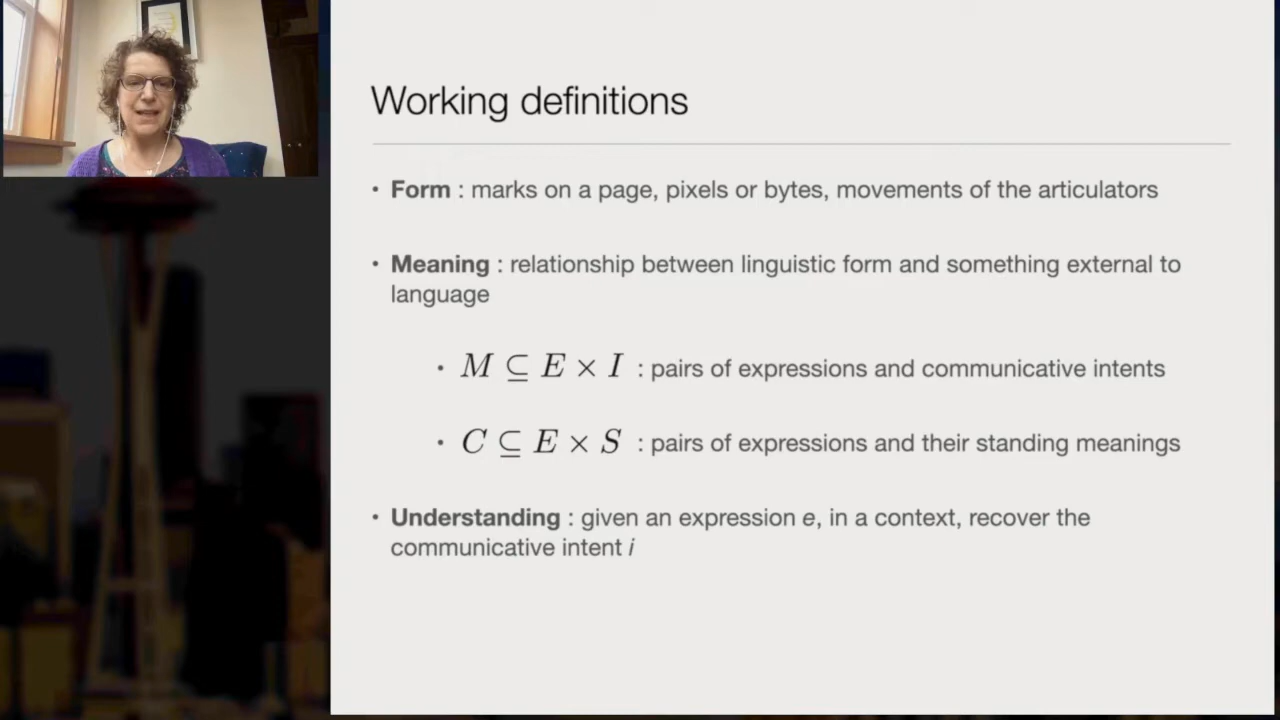 Working definitions
• Form : marks on a page, pixels or bytes, movements of the articulators
• Meaning : relationship between linguistic form and something external to
language
• M ⊆ E × I : pairs of expressions and communicative intents
• C ⊆ E × S : pairs of expressions and their standing meanings
• Understanding : given an expression e, in a context, recover the
communicative intent i